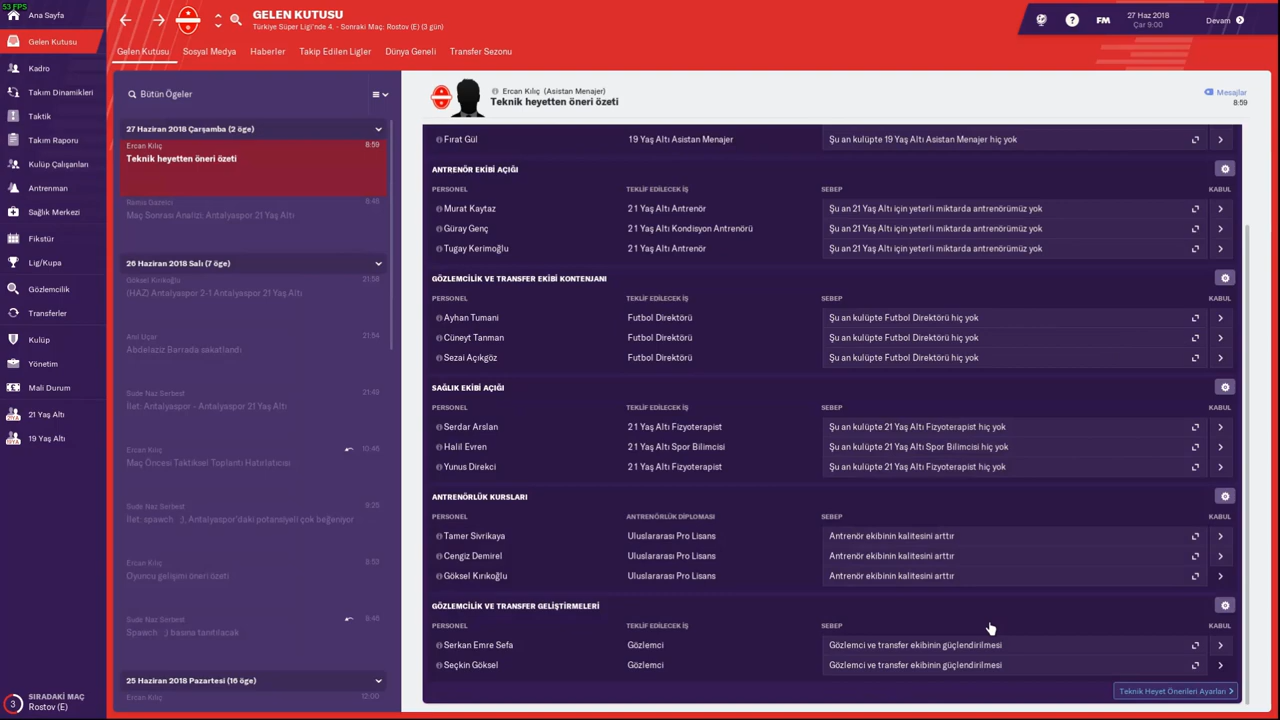 53 FPS
Ana Sayfa
Gelen Kutusu
Kadro
Takım Dinamikleri
Taktik
Takım Raporu
Kulüp Çalışanları
Antrenman
Sağlık Merkezi
Fikstür
Lig/Kupa
Gözlemcilik
Transferler
Kulüp
Yönetim
Mali Durum
21 Yaş Altı
19 Yaş Altı
3
SIRADAKİ MAÇ
Rostov (E)
GELEN KUTUSU
Türkiye Süper Ligi'nde 4. - Sonraki Maç: Rostov (E) (3 gün)
FM
27 Haz 2018
Çar 9:00
Devam
Gelen Kutusu Sosyal Medya Haberler Takip Edilen Ligler Dünya Geneli Transfer Sezonu
Bütün Ögeler
27 Haziran 2018 Çarşamba (2 öge)
Ercan Kılıç 8:59
Teknik heyetten öneri özeti
Rama Gazelci 8:48
Maç Sonrası Analizi: Antalyaspor 21 Yaş Altı
26 Haziran 2018 Salı (7 öge)
Göksel Kırıkoğlu 21:58
(HAZ) Antalyaspor 2-1 Antalyaspor 21 Yaş Altı
Anıl Uçar 21:54
Abdelaziz Barrada sakatlandı
Sude Naz Serbest 21:49
İlet: Antalyaspor - Antalyaspor 21 Yaş Altı
Ercan Kılıç 10:46
Maç Öncesi Taktiksel Toplantı Hatırlatıcısı
Sude Naz Serbest 9:25
İlet: spawch :), Antalyaspor'daki potansiyeli çok beğeniyor
Ercan Kılıç 8:53
Oyuncu gelişimi öneri özeti
Sude Naz Serbest 8:48
Spawch :) basına tanıtılacak
25 Haziran 2018 Pazartesi (16 öge)
Ercan Kılıç 12:00
Ercan Kılıç (Asistan Menajer)
Teknik heyetten öneri özeti
Mesajlar
8:59
Fırat Gül 19 Yaş Altı Asistan Menajer Şu an kulüpte 19 Yaş Altı Asistan Menajer hiç yok
ANTRENÖR EKİBİ AÇIĞI
PERSONEL TEKLİF EDİLECEK İŞ SEBEP KABUL
Murat Kaytaz 21 Yaş Altı Antrenör Şu an 21 Yaş Altı için yeterli miktarda antrenörümüz yok
Güray Genç 21 Yaş Altı Kondisyon Antrenörü Şu an 21 Yaş Altı için yeterli miktarda antrenörümüz yok
Tugay Kerimoğlu 21 Yaş Altı Antrenör Şu an 21 Yaş Altı için yeterli miktarda antrenörümüz yok
GÖZLEMCİLİK VE TRANSFER EKİBİ KONTENJANI
PERSONEL TEKLİF EDİLECEK İŞ SEBEP KABUL
Ayhan Tumani Futbol Direktörü Şu an kulüpte Futbol Direktörü hiç yok
Cüneyt Tanman Futbol Direktörü Şu an kulüpte Futbol Direktörü hiç yok
Sezai Açıkgöz Futbol Direktörü Şu an kulüpte Futbol Direktörü hiç yok
SAĞLIK EKİBİ AÇIĞI
PERSONEL TEKLİF EDİLECEK İŞ SEBEP KABUL
Serdar Arslan 21 Yaş Altı Fizyoterapist Şu an kulüpte 21 Yaş Altı Fizyoterapist hiç yok
Halil Evren 21 Yaş Altı Spor Bilimcisi Şu an kulüpte 21 Yaş Altı Spor Bilimcisi hiç yok
Yunus Direkci 21 Yaş Altı Fizyoterapist Şu an kulüpte 21 Yaş Altı Fizyoterapist hiç yok
ANTRENÖRLÜK KURSLARI
PERSONEL ANTRENÖRLÜK DİPLOMASI SEBEP KABUL
Tamer Sivrikaya Uluslararası Pro Lisans Antrenör ekibinin kalitesini arttır
Cengiz Demirel Uluslararası Pro Lisans Antrenör ekibinin kalitesini arttır
Göksel Kırıkoğlu Uluslararası Pro Lisans Antrenör ekibinin kalitesini arttır
GÖZLEMCİLİK VE TRANSFER GELİŞTİRMELERİ
PERSONEL TEKLİF EDİLECEK İŞ SEBEP KABUL
Serkan Emre Sefa Gözlemci Gözlemci ve transfer ekibinin güçlendirilmesi
Seçkin Göksel Gözlemci Gözlemci ve transfer ekibinin güçlendirilmesi
Teknik Heyet Önerileri Ayarları